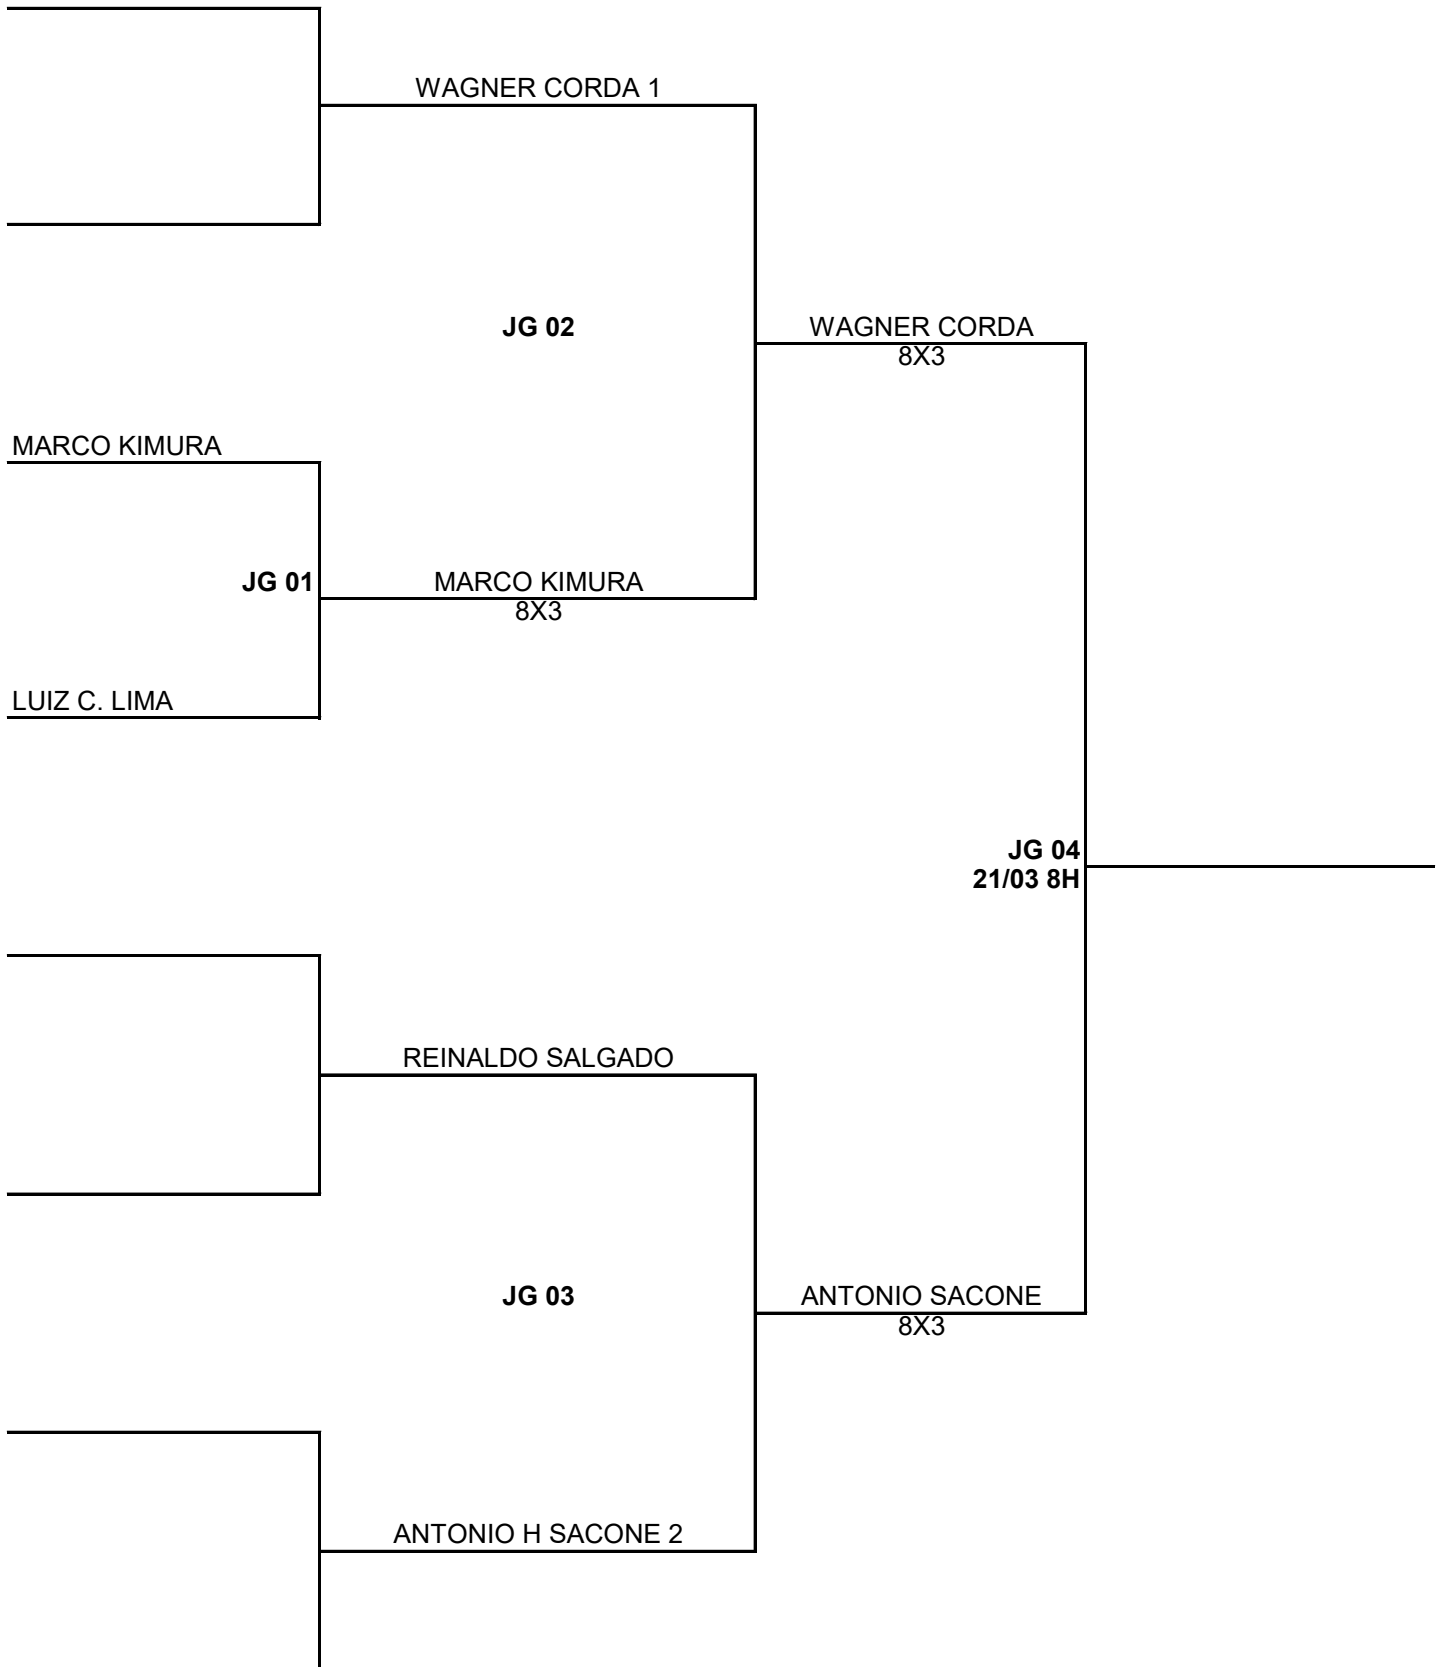 WAGNER CORDA 1
JG 02
WAGNER CORDA
8X3
MARCO KIMURA
JG 01
MARCO KIMURA
8X3
LUIZ C. LIMA
JG 04
21/03 8H
REINALDO SALGADO
JG 03
ANTONIO SACONE
8X3
ANTONIO H SACONE 2